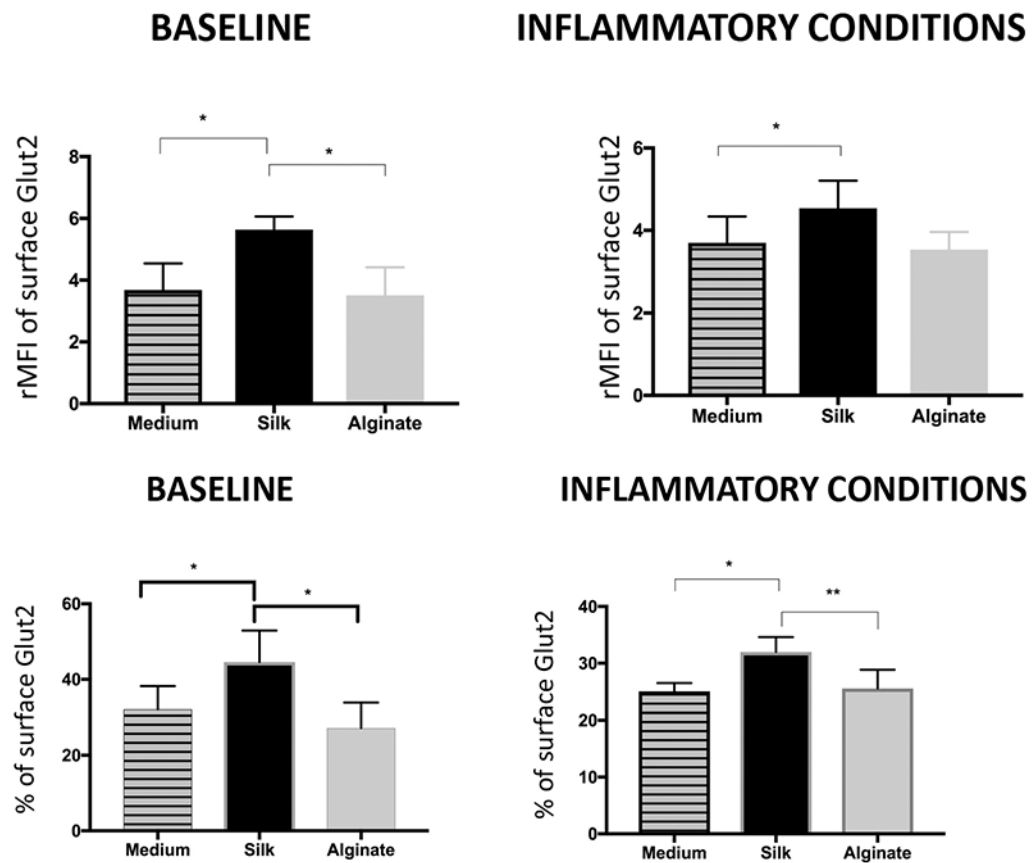 BASELINE
INFLAMMATORY CONDITIONS
rMFI of surface Glut2
8
6
4
2
0
*
*
Medium Silk Alginate
rMFI of surface Glut2
6
4
2
0
*
Medium Silk Alginate
BASELINE
INFLAMMATORY CONDITIONS
% of surface Glut2
60
40
20
0
*
*
Medium Silk Alginate
% of surface Glut2
40
30
20
10
0
*
**
Medium Silk Alginate